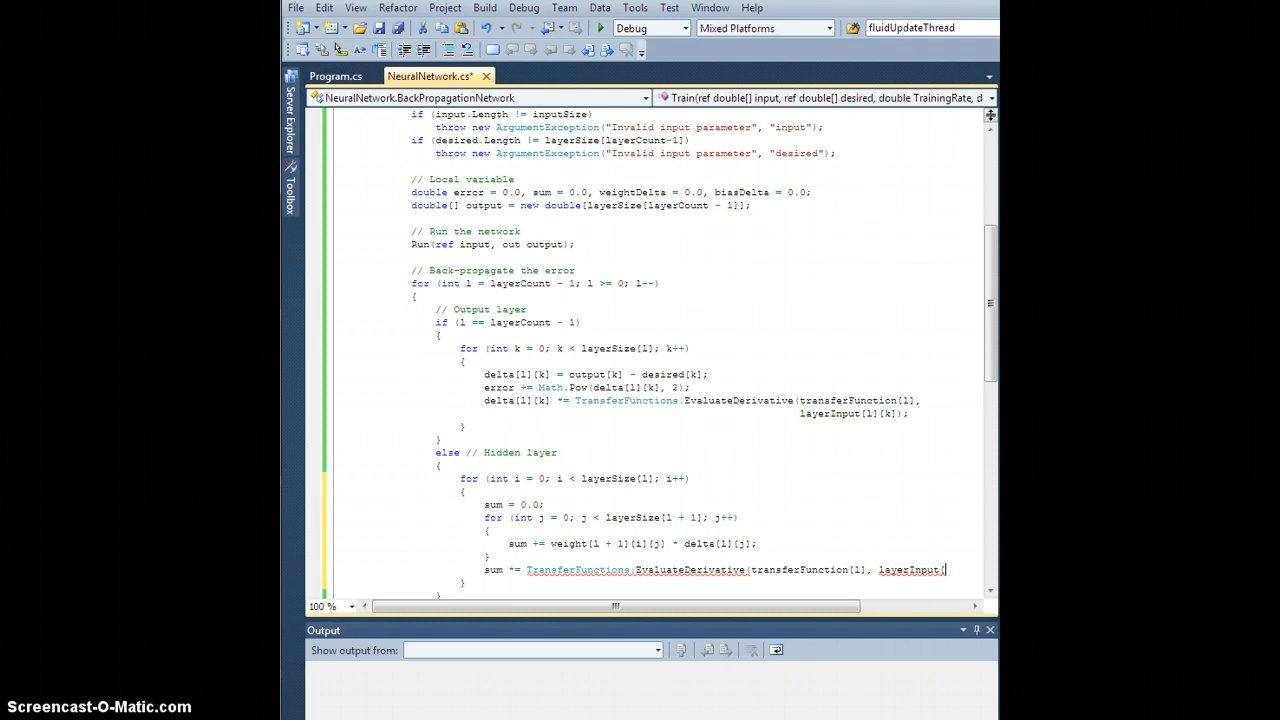 File Edit View Refactor Project Build Debug Team Data Tools Test Window Help
Debug Mixed Platforms fluidUpdateThread
Program.cs NeuralNetwork.cs*
NeuralNetwork.BackPropagationNetwork Train(ref double[] input, ref double[] desired, double TrainingRate, d
Server Explorer
Toolbox
if (input.Length != inputSize)
throw new ArgumentException("Invalid input parameter", "input");
if (desired.Length != layerSize[layerCount-1])
throw new ArgumentException("Invalid input parameter", "desired");
// Local variable
double error = 0.0, sum = 0.0, weightDelta = 0.0, biasDelta = 0.0;
double[] output = new double[layerSize[layerCount - 1]];
// Run the network
Run(ref input, out output);
// Back-propagate the error
for (int l = layerCount - 1; l >= 0; l--)
{
// Output layer
if (l == layerCount - 1)
{
for (int k = 0; k < layerSize[l]; k++)
{
delta[l][k] = output[k] - desired[k];
error += Math.Pow(delta[l][k], 2);
delta[l][k] *= TransferFunctions.EvaluateDerivative(transferFunction[l],
layerInput[l][k]);
}
}
else // Hidden layer
{
for (int i = 0; i < layerSize[l]; i++)
{
sum = 0.0;
for (int j = 0; j < layerSize[l + 1]; j++)
{
sum += weight[l + 1][i][j] * delta[l][j];
}
sum *= TransferFunctions.EvaluateDerivative(transferFunction[l], layerInput[
}
}
100 %
Output
Show output from:
Screencast-O-Matic.com